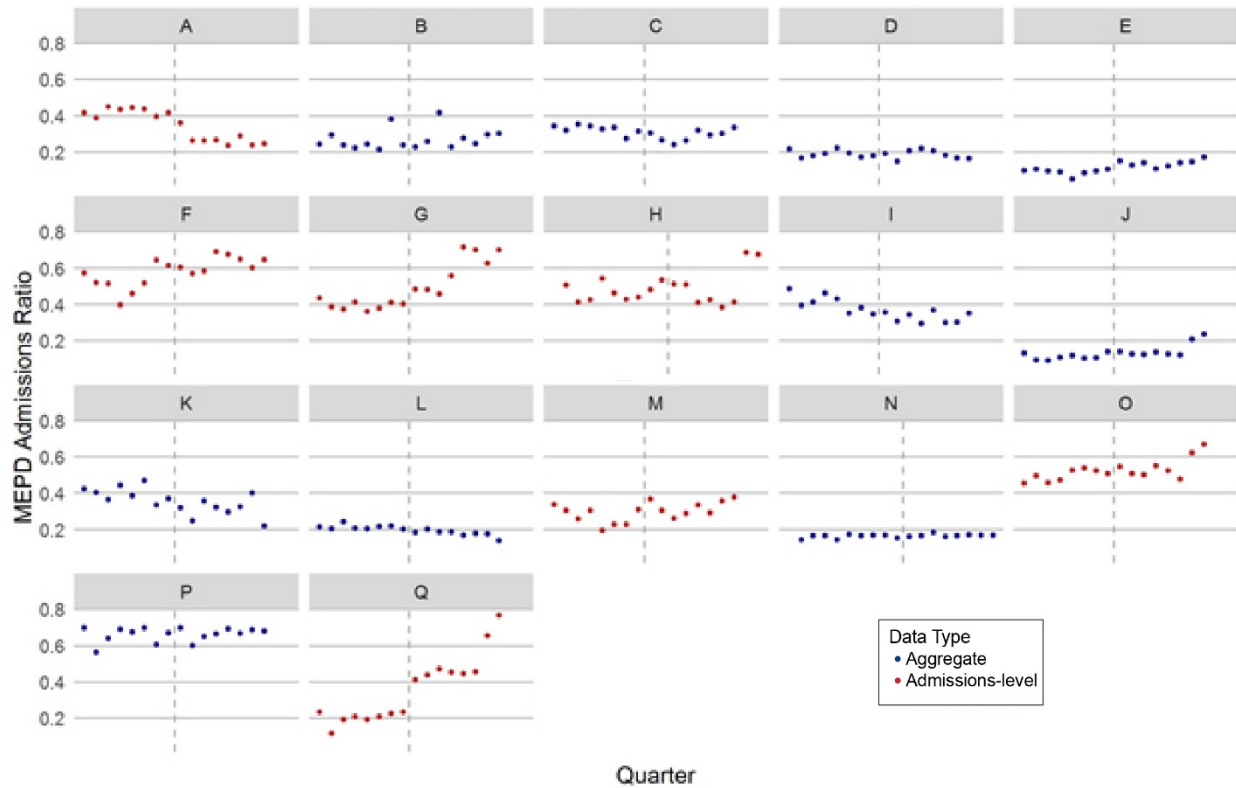 A B C D E
0.8
0.6
0.4
0.2
F G H I J
0.8
0.6
0.4
0.2
K L M N O
0.8
0.6
0.4
0.2
P Q
0.8
0.6
0.4
0.2
MEPD Admissions Ratio
Data Type
Aggregate
Admissions-level
Quarter